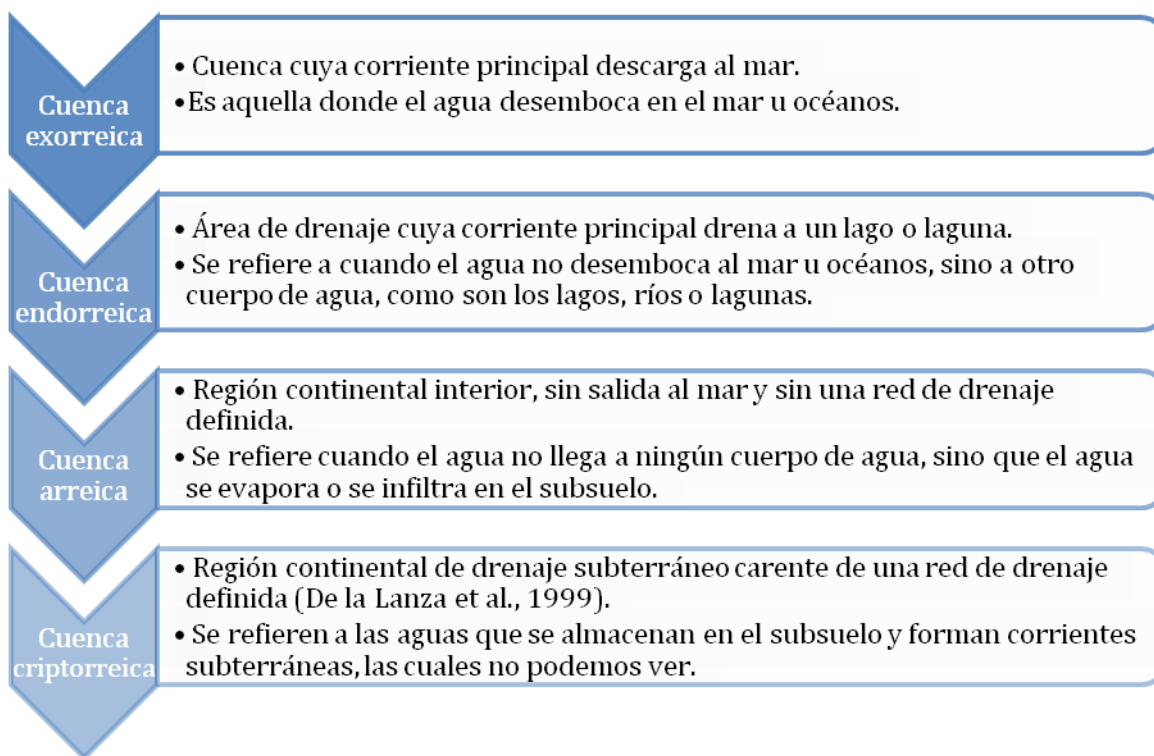 Cuenca
exorreica
• Cuenca cuya corriente principal descarga al mar.
• Es aquella donde el agua desemboca en el mar u océanos.
Cuenca
endorreica
• Área de drenaje cuya corriente principal drena a un lago o laguna.
• Se refiere a cuando el agua no desemboca al mar u océanos, sino a otro
cuerpo de agua, como son los lagos, ríos o lagunas.
Cuenca
arreica
• Región continental interior, sin salida al mar y sin una red de drenaje
definida.
• Se refiere cuando el agua no llega a ningún cuerpo de agua, sino que el agua
se evapora o se infiltra en el subsuelo.
Cuenca
criptorreica
• Región continental de drenaje subterráneo carente de una red de drenaje
definida (De la Lanza et al., 1999).
• Se refieren a las aguas que se almacenan en el subsuelo y forman corrientes
subterráneas, las cuales no podemos ver.